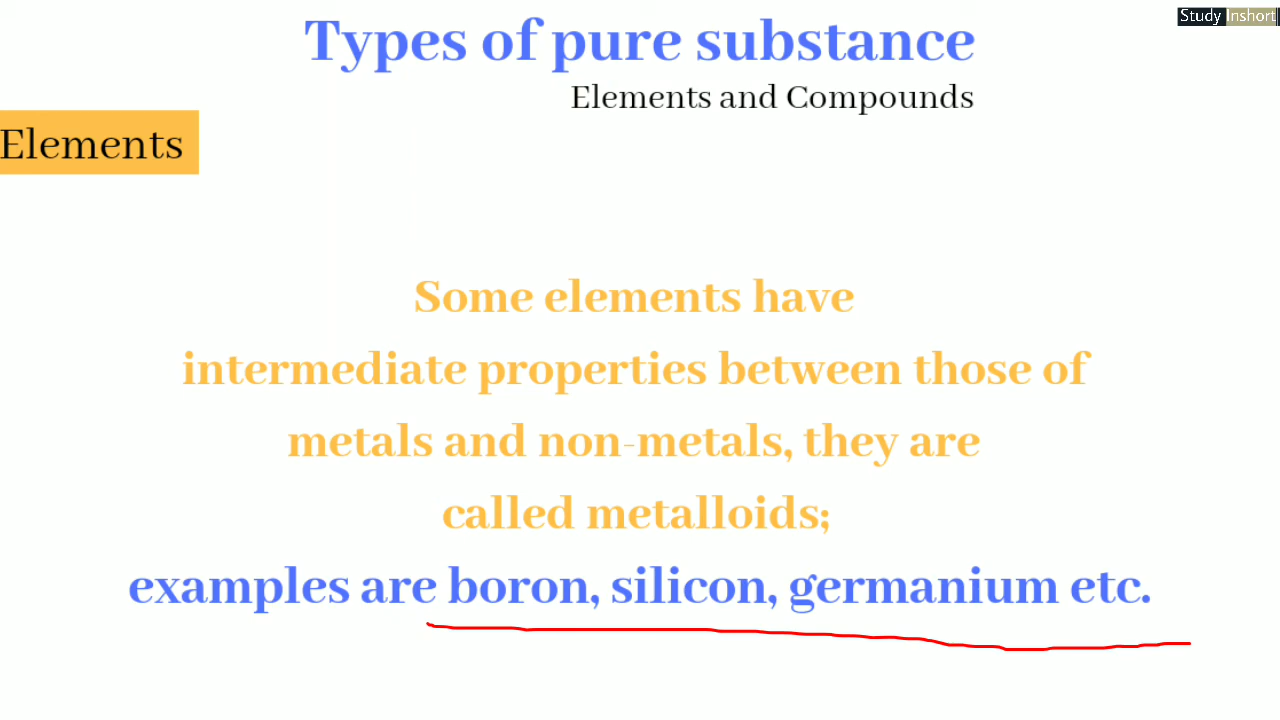 Study Inshort
Types of pure substance
Elements and Compounds
Elements
Some elements have
intermediate properties between those of
metals and non-metals, they are
called metalloids;
examples are boron, silicon, germanium etc.